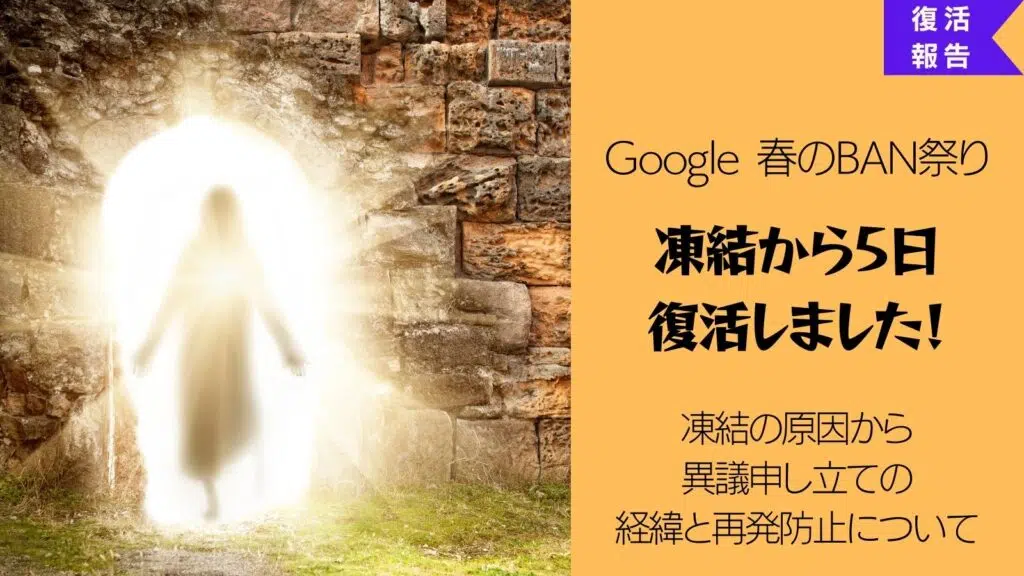 復活
報告
Google 春のBAN祭り
凍結から5日
復活しました!
凍結の原因から
異議申し立ての
経緯と再発防止について